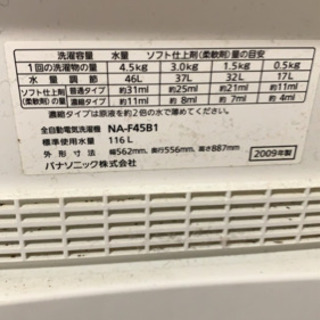 洗濯容量 水量 ソフト仕上剤(柔軟剤)量の目安
1回の洗濯物の量 4.5kg 3.0kg 1.5kg 0.5kg
水量調節 46L 37L 32L 17L
ソフト仕上剤(柔軟剤)量 普通タイプ 約31ml 約25ml 約21ml 約11ml
濃縮タイプ 約11ml 約8ml 約7ml 約4ml
濃縮タイプは原液を約2倍の水で薄めてください。
全自動電気洗濯機 NA-F45B1
標準使用水量 116L
外形寸法 幅562mm、奥行556mm、高さ887mm
パナソニック株式会社 2009年製